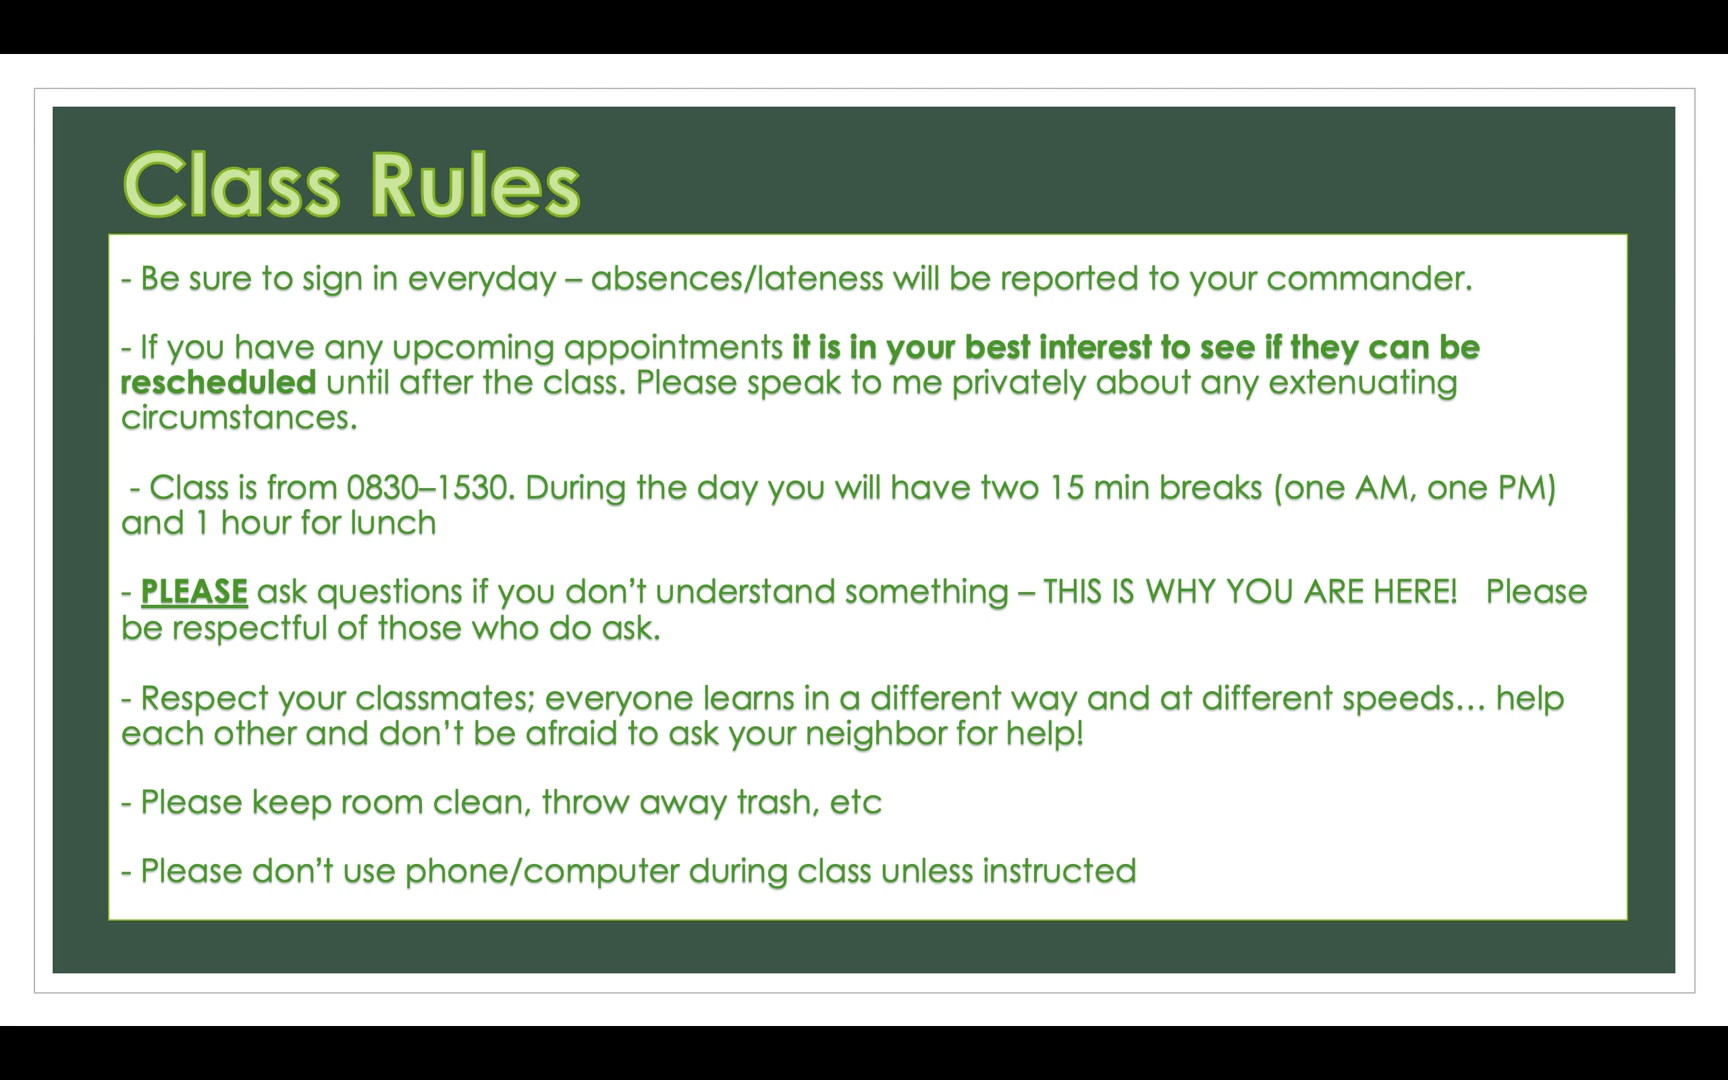 Class Rules
- Be sure to sign in everyday – absences/lateness will be reported to your commander.
- If you have any upcoming appointments it is in your best interest to see if they can be
rescheduled until after the class. Please speak to me privately about any extenuating
circumstances.
- Class is from 0830–1530. During the day you will have two 15 min breaks (one AM, one PM)
and 1 hour for lunch
- PLEASE ask questions if you don’t understand something – THIS IS WHY YOU ARE HERE!   Please
be respectful of those who do ask.
- Respect your classmates; everyone learns in a different way and at different speeds… help
each other and don’t be afraid to ask your neighbor for help!
- Please keep room clean, throw away trash, etc
- Please don’t use phone/computer during class unless instructed